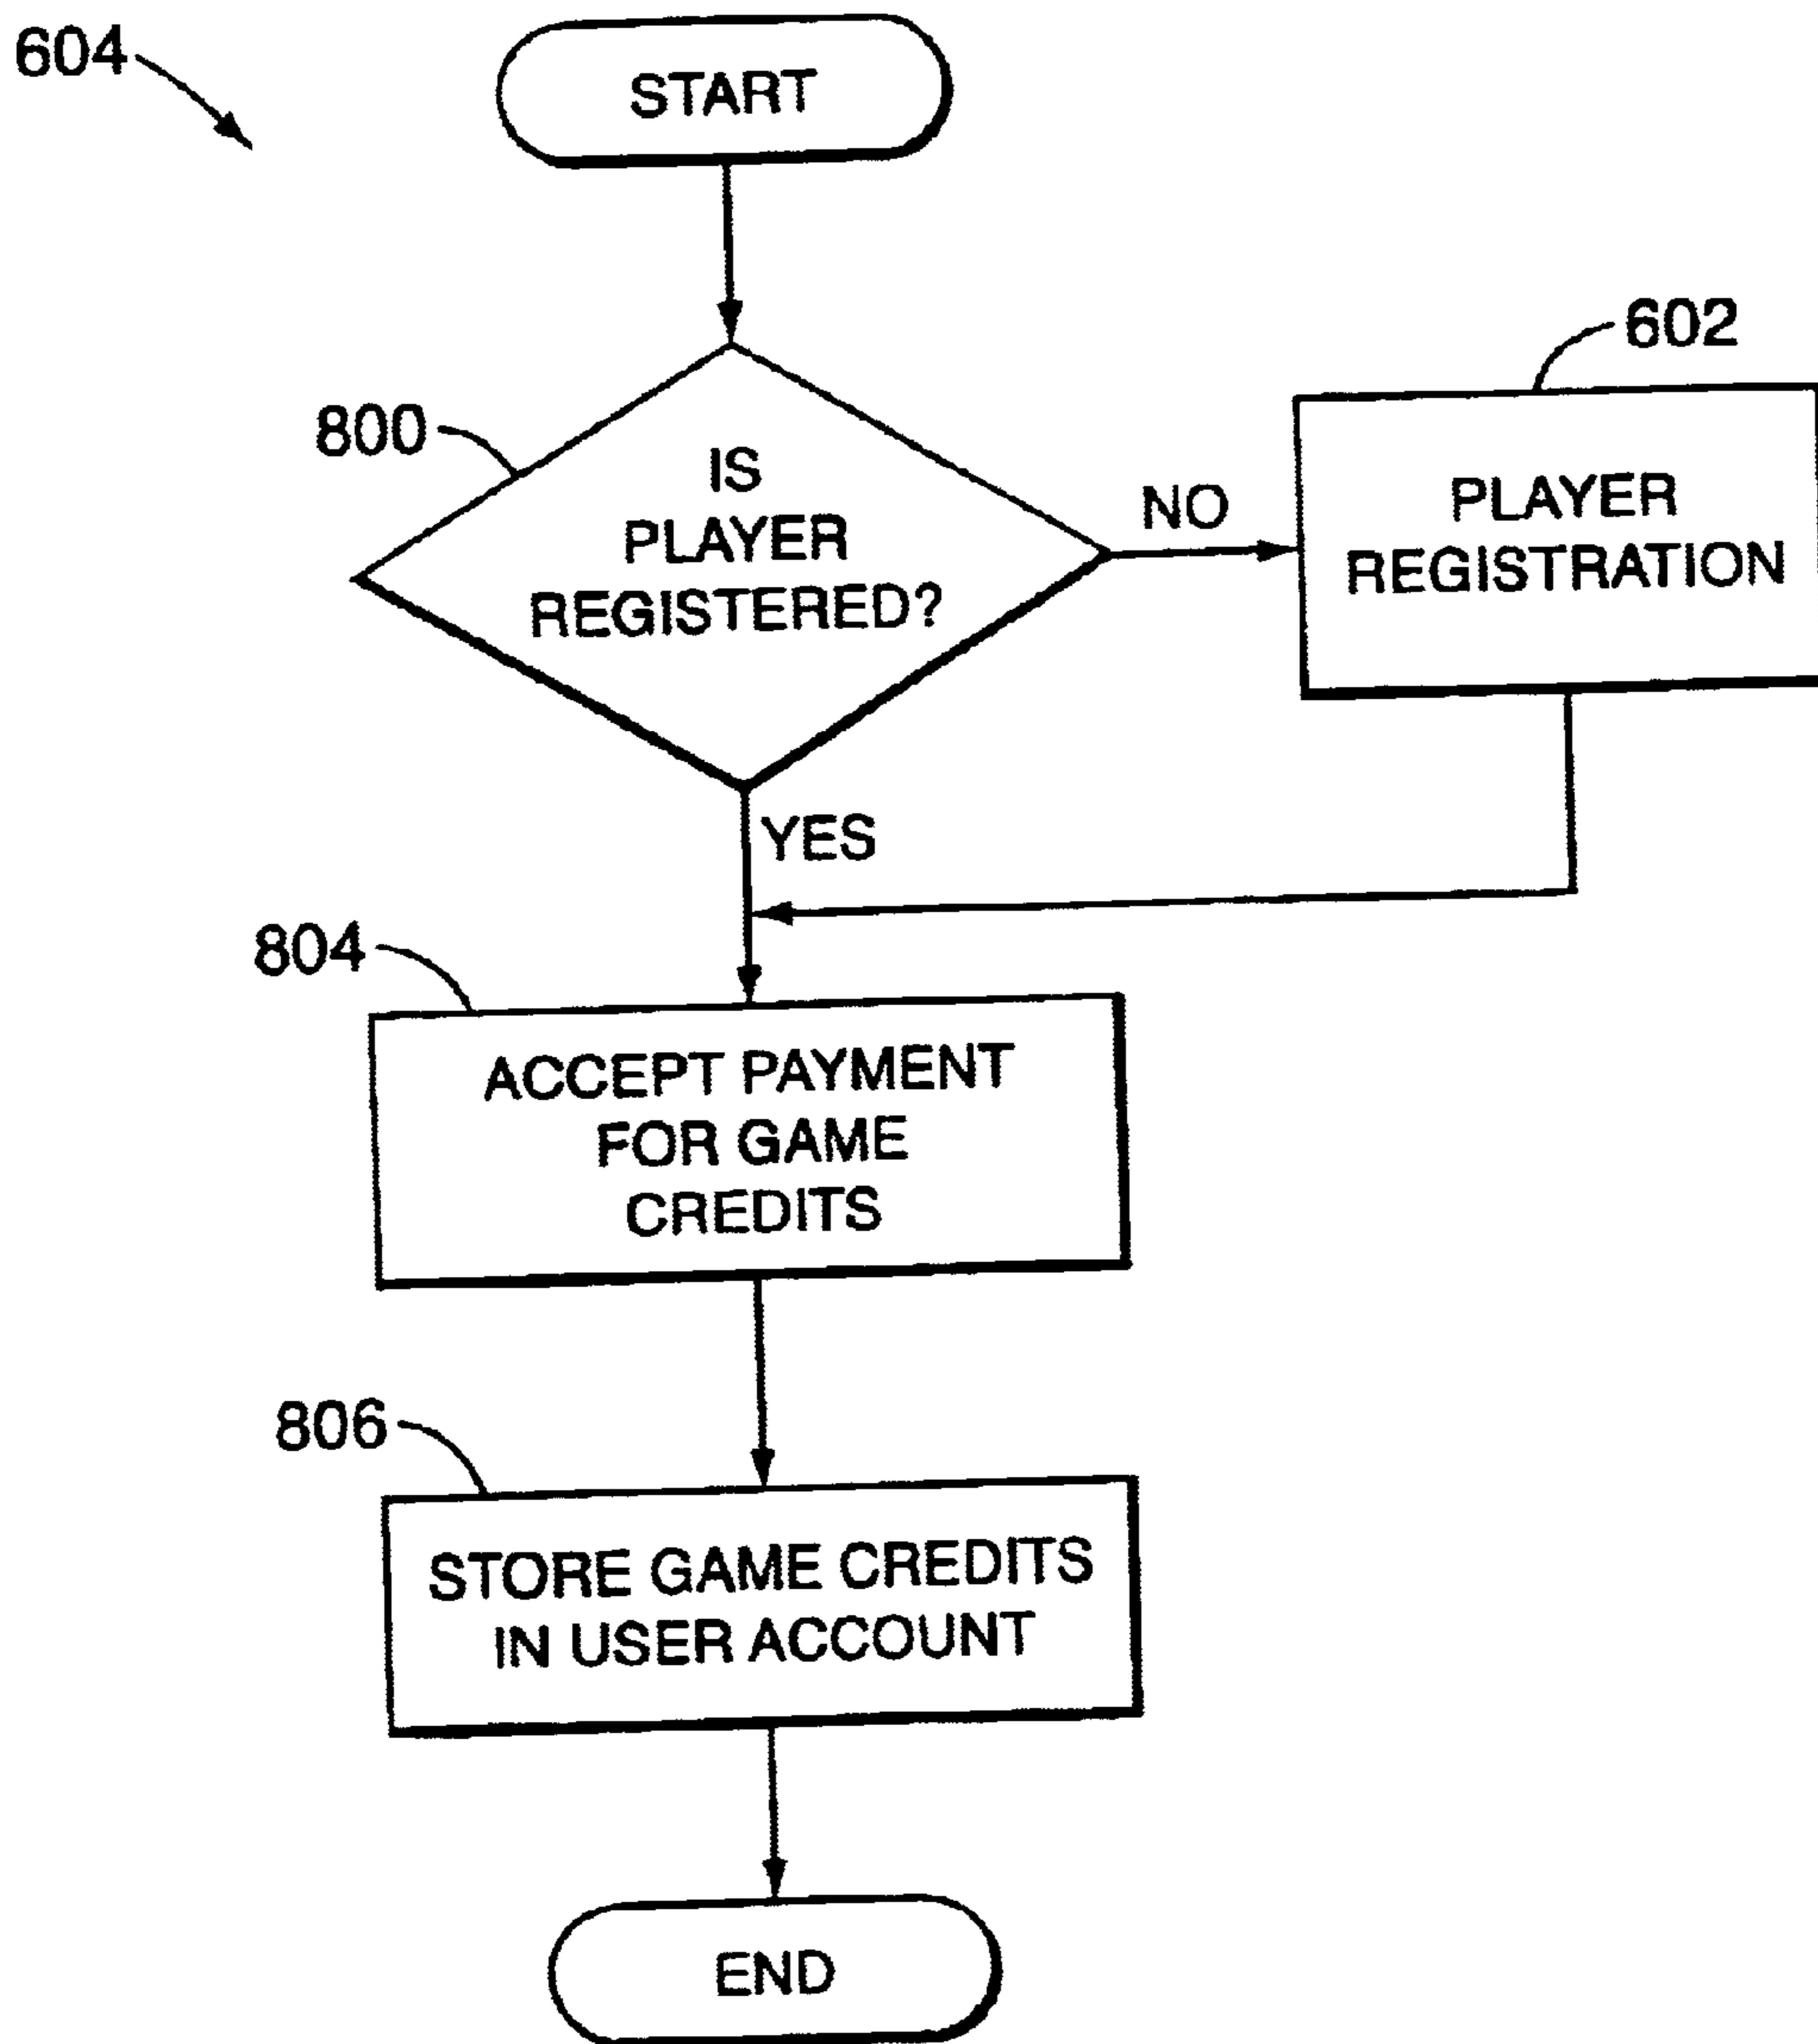 604
START
602
800
IS
PLAYER
REGISTERED?
NO
PLAYER
REGISTRATION
YES
804
ACCEPT PAYMENT
FOR GAME
CREDITS
806
STORE GAME CREDITS
IN USER ACCOUNT
END